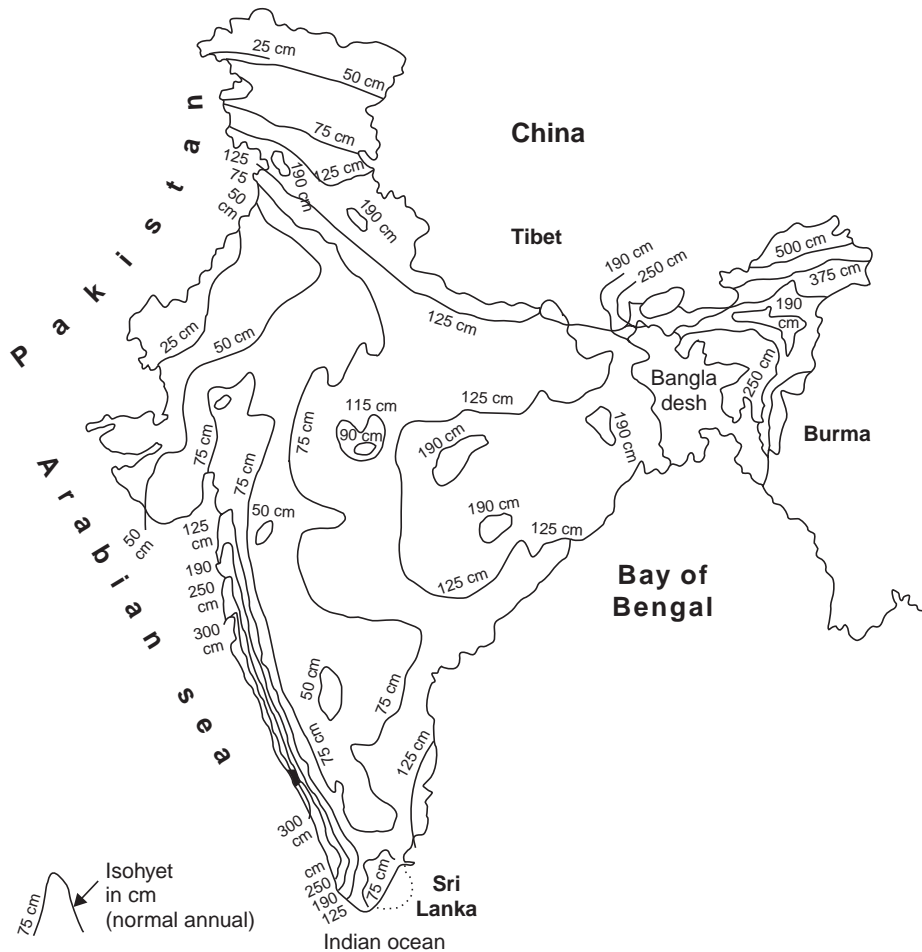 25 cm
50 cm
75 cm
125 cm
125
75
50
cm
190 cm
190 cm
China
Tibet
Pakistan
190 cm
250 cm
500 cm
375 cm
190
cm
250 cm
Bangla
desh
Burma
25 cm
50 cm
125 cm
75 cm
75 cm
75 cm
115 cm
90 cm
125 cm
190 cm
190 cm
190 cm
125 cm
125 cm
50 cm
50
cm
125
cm
190
250
cm
300
cm
Arabian sea
Bay of
Bengal
50 cm
75 cm
75 cm
125 cm
300
cm
cm
250
190
125
75 cm
Sri
Lanka
Indian ocean
75 cm
Isohyet
in cm
(normal annual)